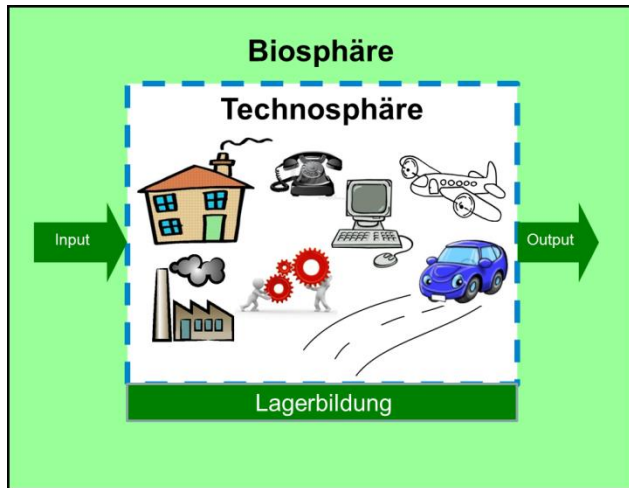 Biosphäre
Technosphäre
Input
Output
Lagerbildung